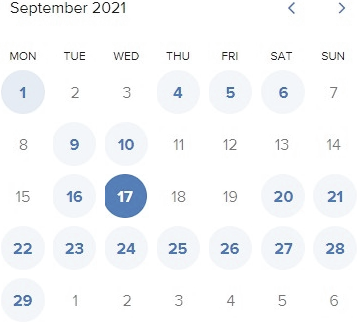 September 2021
MON TUE WED THU FRI SAT SUN
1 2 3 4 5 6 7
8 9 10 11 12 13 14
15 16 17 18 19 20 21
22 23 24 25 26 27 28
29 1 2 3 4 5 6